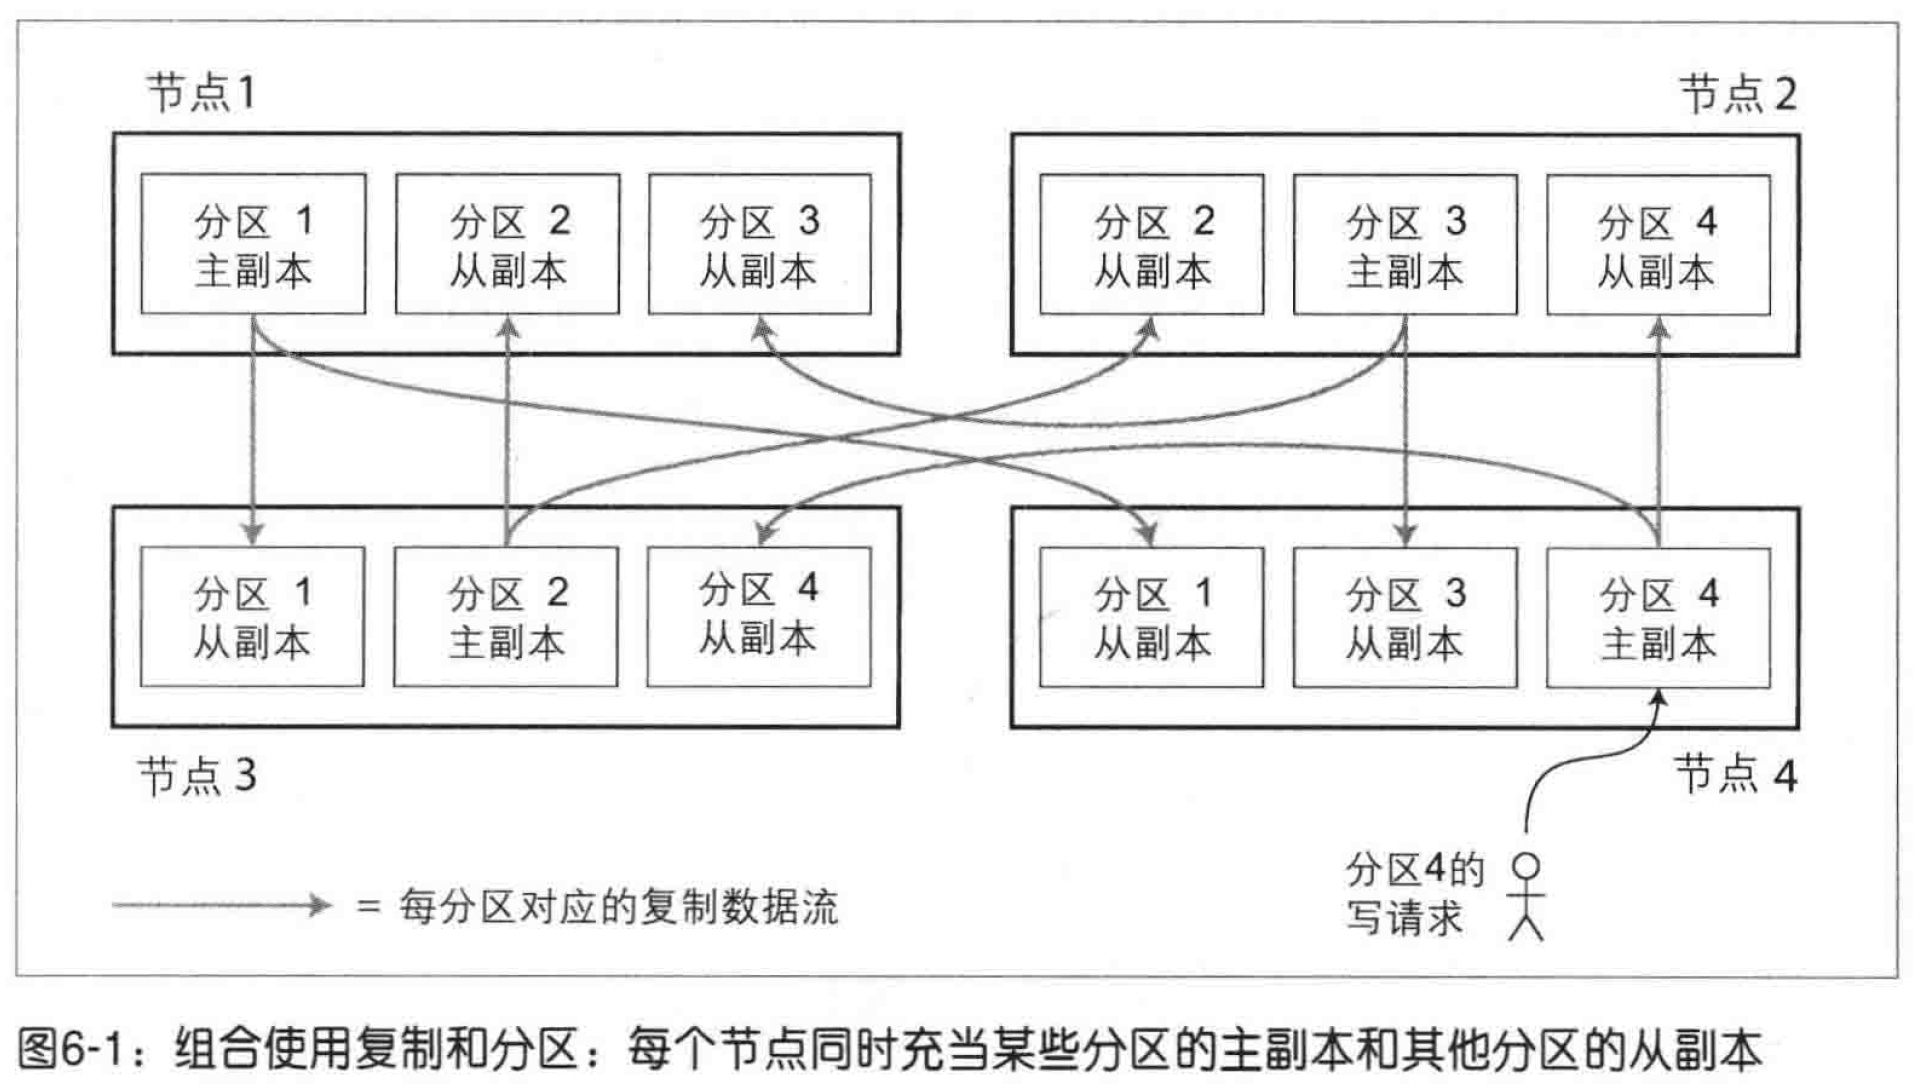 节点1
节点 2
分区 1
主副本
分区 2
从副本
分区 3
从副本
分区 2
从副本
分区 3
主副本
分区 4
从副本
分区 1
从副本
分区 2
主副本
分区 4
从副本
分区 1
从副本
分区 3
从副本
分区 4
主副本
节点 3
节点 4
分区4的
写请求
= 每分区对应的复制数据流
图6-1：组合使用复制和分区：每个节点同时充当某些分区的主副本和其他分区的从副本